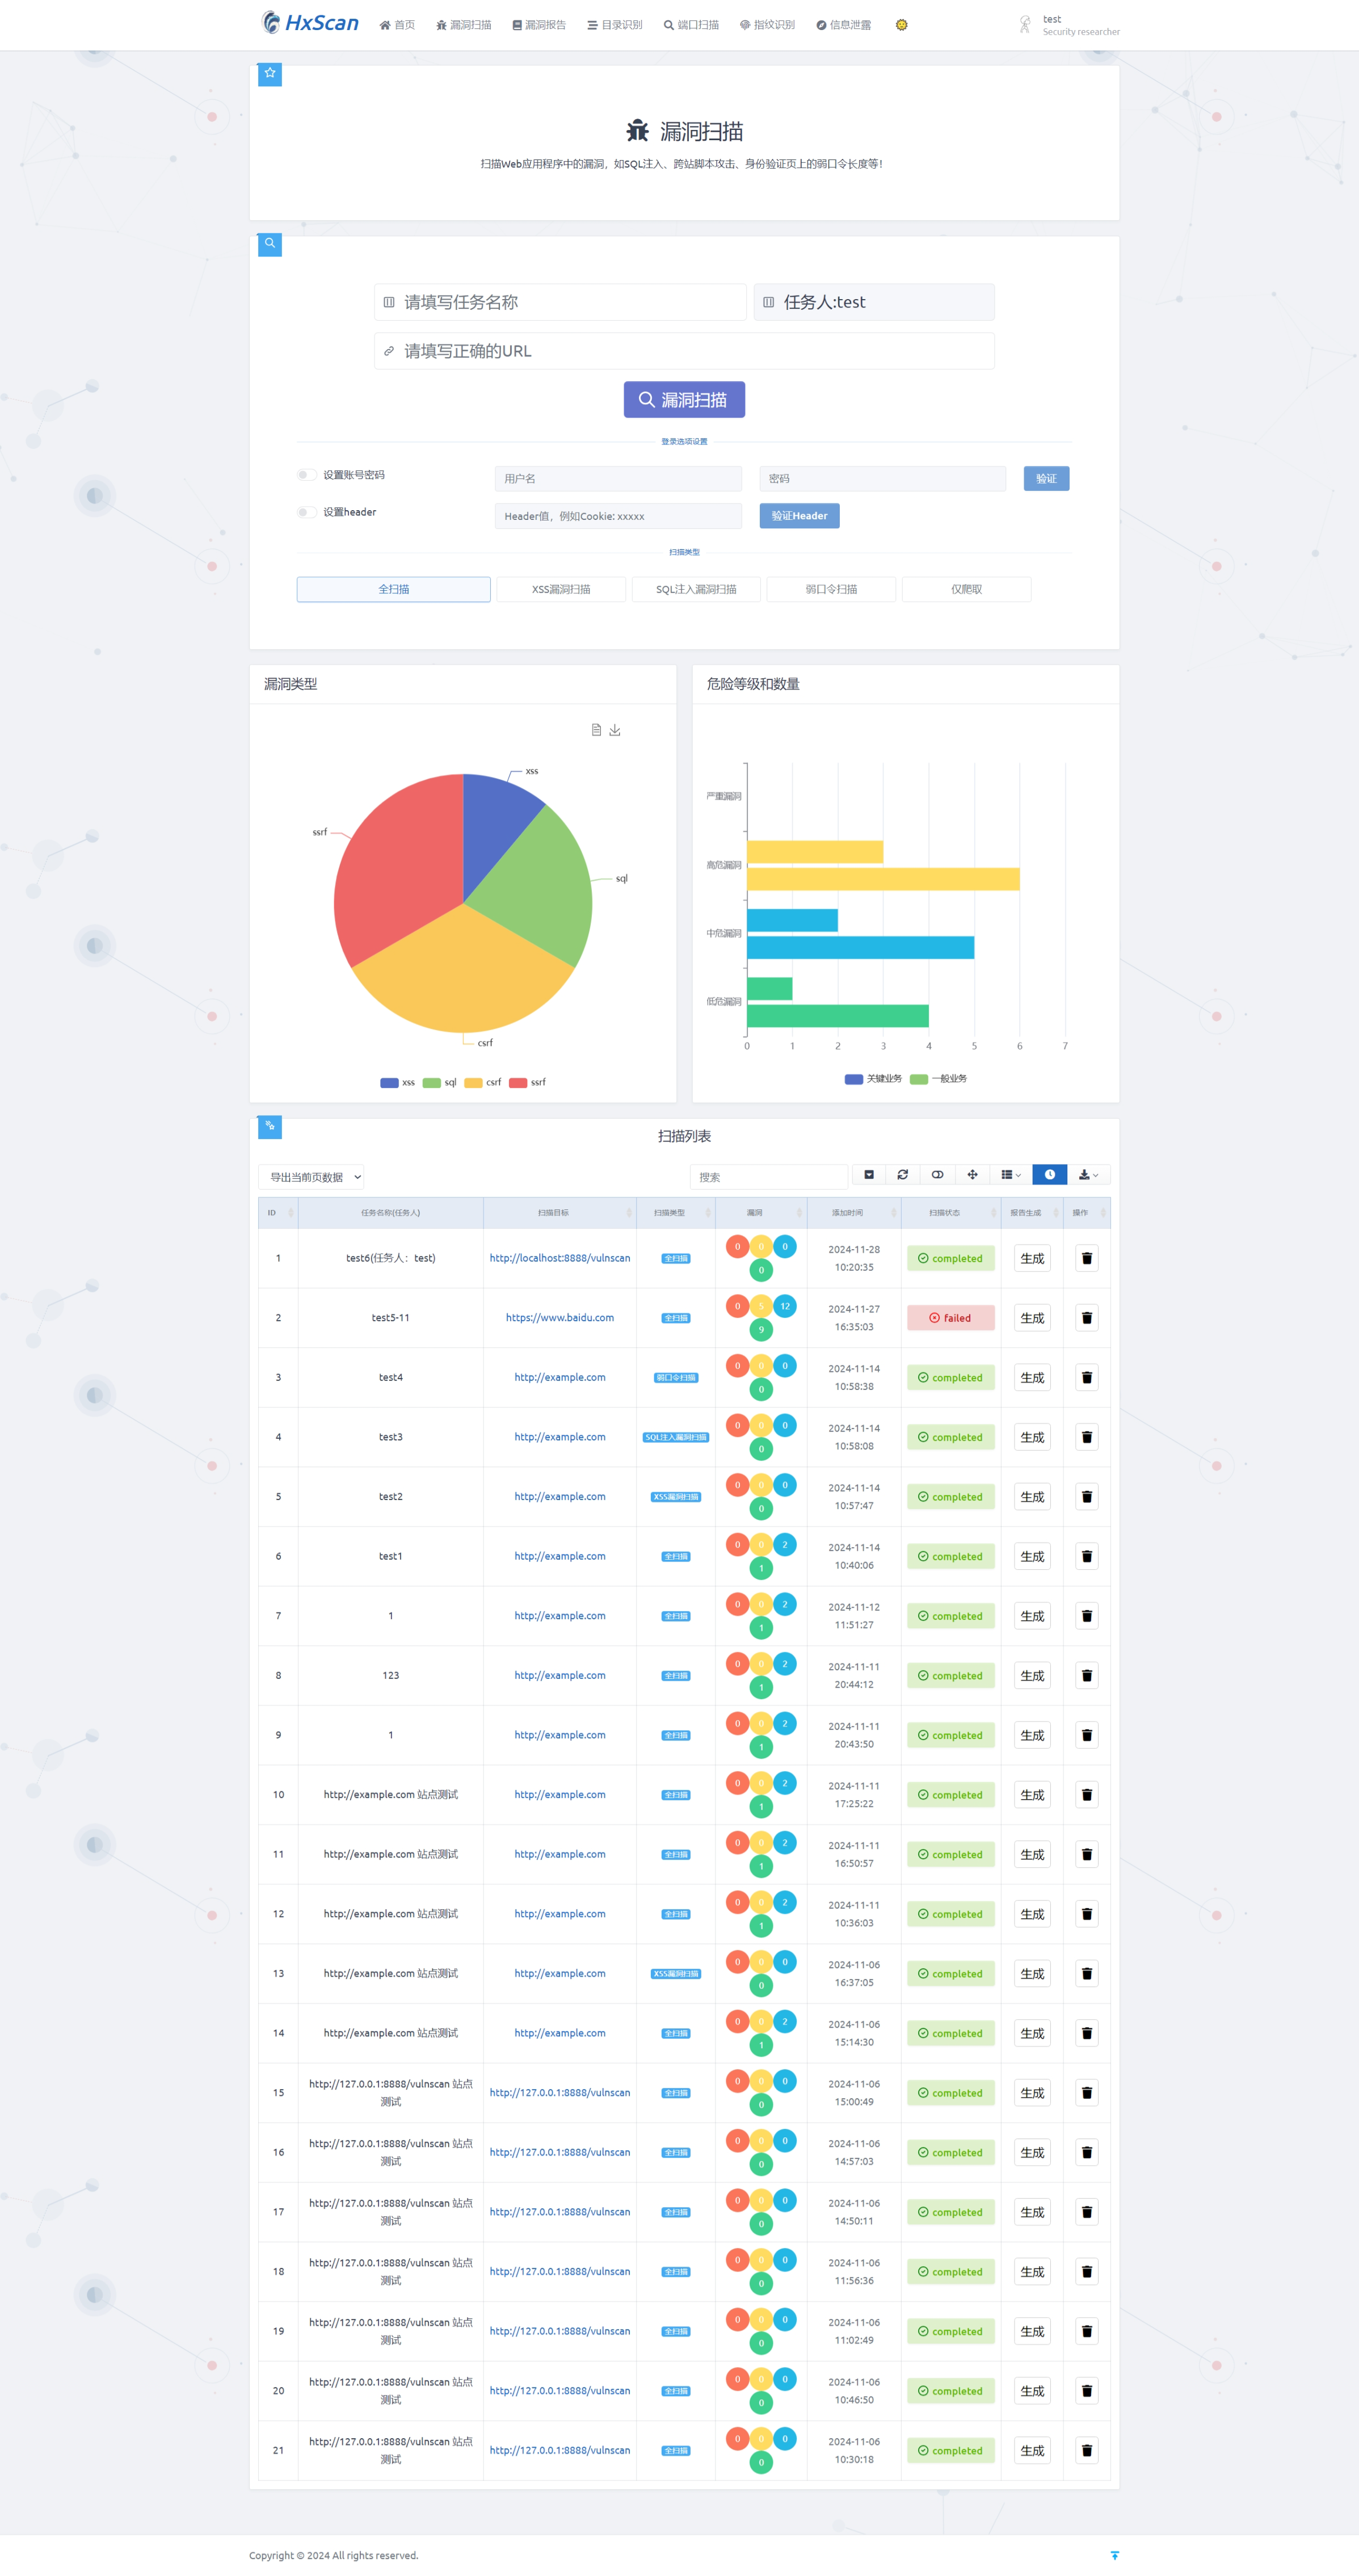 HxScan 首页 漏洞扫描 漏洞报告 目录识别 端口扫描 指纹识别 信息泄露
test
Security researcher
漏洞扫描
扫描Web应用程序中的漏洞，如SQL注入、跨站脚本攻击、身份验证页上的弱口令长度等！
请填写任务名称 任务人:test
请填写正确的URL
漏洞扫描
登录选项设置
设置账号密码 用户名 密码 验证
设置header Header值，例如Cookie: xxxxx 验证Header
扫描类型
全扫描 XSS漏洞扫描 SQL注入漏洞扫描 弱口令扫描 仅爬取
漏洞类型
xss
ssrf
sql
csrf
xss sql csrf ssrf
危险等级和数量
严重漏洞
高危漏洞
中危漏洞
低危漏洞
0 1 2 3 4 5 6 7
关键业务 一般业务
扫描列表
导出当前页数据 搜索
ID 任务名称(任务人) 扫描目标 扫描类型 漏洞 添加时间 扫描状态 报告生成 操作
1 test6(任务人：test) http://localhost:8888/vulnscan 全扫描 0 0 0 0 2024-11-28 10:20:35 completed 生成
2 test5-11 https://www.baidu.com 全扫描 0 5 12 9 2024-11-27 16:35:03 failed 生成
3 test4 http://example.com 弱口令扫描 0 0 0 0 2024-11-14 10:58:38 completed 生成
4 test3 http://example.com SQL注入漏洞扫描 0 0 0 0 2024-11-14 10:58:08 completed 生成
5 test2 http://example.com XSS漏洞扫描 0 0 0 0 2024-11-14 10:57:47 completed 生成
6 test1 http://example.com 全扫描 0 0 2 1 2024-11-14 10:40:06 completed 生成
7 1 http://example.com 全扫描 0 0 2 1 2024-11-12 11:51:27 completed 生成
8 123 http://example.com 全扫描 0 0 2 1 2024-11-11 20:44:12 completed 生成
9 1 http://example.com 全扫描 0 0 2 1 2024-11-11 20:43:50 completed 生成
10 http://example.com 站点测试 http://example.com 全扫描 0 0 2 1 2024-11-11 17:25:22 completed 生成
11 http://example.com 站点测试 http://example.com 全扫描 0 0 2 1 2024-11-11 16:50:57 completed 生成
12 http://example.com 站点测试 http://example.com 全扫描 0 0 2 1 2024-11-11 10:36:03 completed 生成
13 http://example.com 站点测试 http://example.com XSS漏洞扫描 0 0 0 0 2024-11-06 16:37:05 completed 生成
14 http://example.com 站点测试 http://example.com 全扫描 0 0 2 1 2024-11-06 15:14:30 completed 生成
15 http://127.0.0.1:8888/vulnscan 站点测试 http://127.0.0.1:8888/vulnscan 全扫描 0 0 0 0 2024-11-06 15:00:49 completed 生成
16 http://127.0.0.1:8888/vulnscan 站点测试 http://127.0.0.1:8888/vulnscan 全扫描 0 0 0 0 2024-11-06 14:57:03 completed 生成
17 http://127.0.0.1:8888/vulnscan 站点测试 http://127.0.0.1:8888/vulnscan 全扫描 0 0 0 0 2024-11-06 14:50:11 completed 生成
18 http://127.0.0.1:8888/vulnscan 站点测试 http://127.0.0.1:8888/vulnscan 全扫描 0 0 0 0 2024-11-06 11:56:36 completed 生成
19 http://127.0.0.1:8888/vulnscan 站点测试 http://127.0.0.1:8888/vulnscan 全扫描 0 0 0 0 2024-11-06 11:02:49 completed 生成
20 http://127.0.0.1:8888/vulnscan 站点测试 http://127.0.0.1:8888/vulnscan 全扫描 0 0 0 0 2024-11-06 10:46:50 completed 生成
21 http://127.0.0.1:8888/vulnscan 站点测试 http://127.0.0.1:8888/vulnscan 全扫描 0 0 0 0 2024-11-06 10:30:18 completed 生成
Copyright © 2024 All rights reserved.